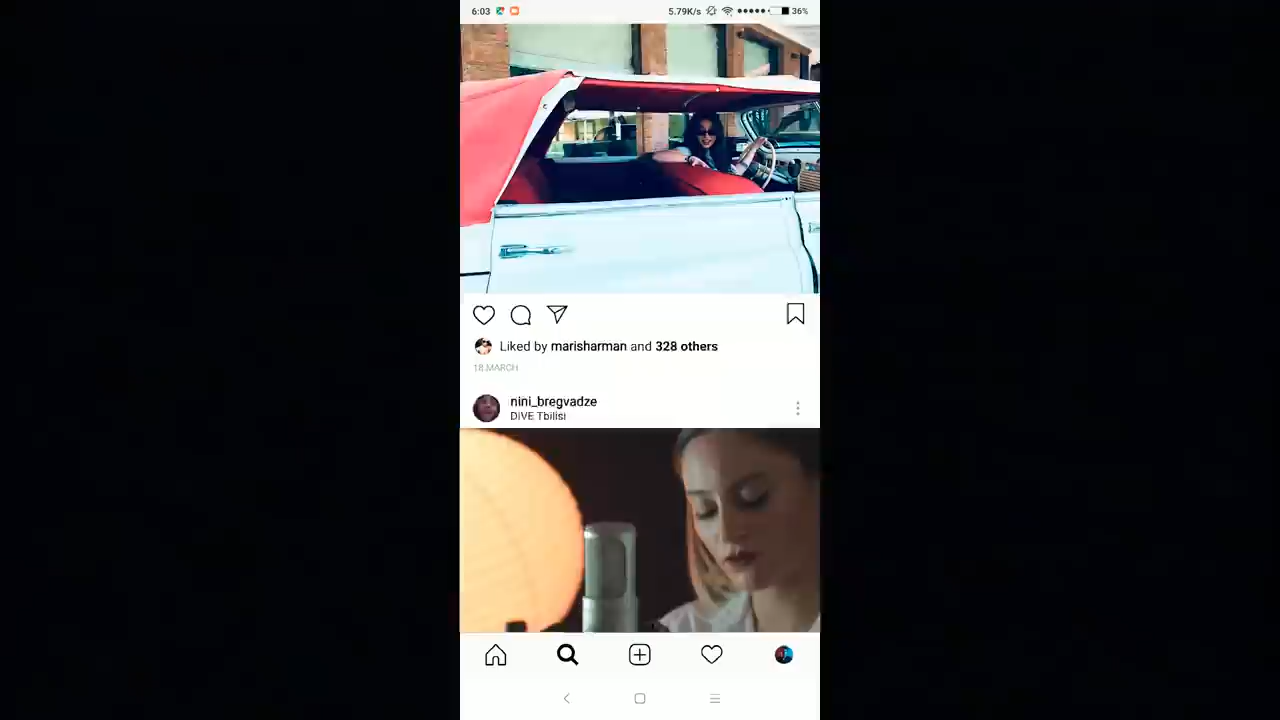 6:03 5.79K/s 36%
Liked by marisharman and 328 others
18 MARCH
nini_bregvadze
DIVE Tbilisi